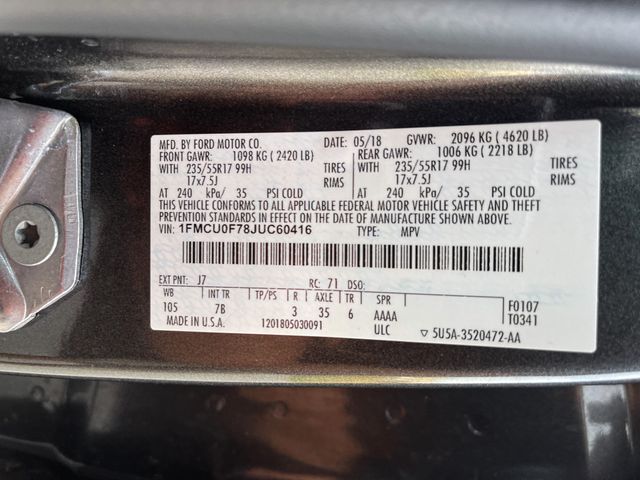 MFD. BY FORD MOTOR CO. DATE: 05/18 GVWR: 2096 KG ( 4620 LB)
FRONT GAWR: 1098 KG ( 2420 LB) REAR GAWR: 1006 KG ( 2218 LB)
WITH 235/55R17 99H TIRES WITH 235/55R17 99H TIRES
17x7.5J RIMS 17x7.5J RIMS
AT 240 kPa/ 35 PSI COLD AT 240 kPa/ 35 PSI COLD
THIS VEHICLE CONFORMS TO ALL APPLICABLE FEDERAL MOTOR VEHICLE SAFETY AND THEFT
PREVENTION STANDARDS IN EFFECT ON THE DATE OF MANUFACTURE SHOWN ABOVE.
VIN: 1FMCU0F78JUC60416 TYPE: MPV
EXT PNT: J7 RC: 71 DSO:
WB INT TR TP/PS R AXLE TR SPR F0107
105 7B 3 35 6 AAAA T0341
MADE IN U.S.A. 1201805030091 ULC ▽ 5U5A-3520472-AA